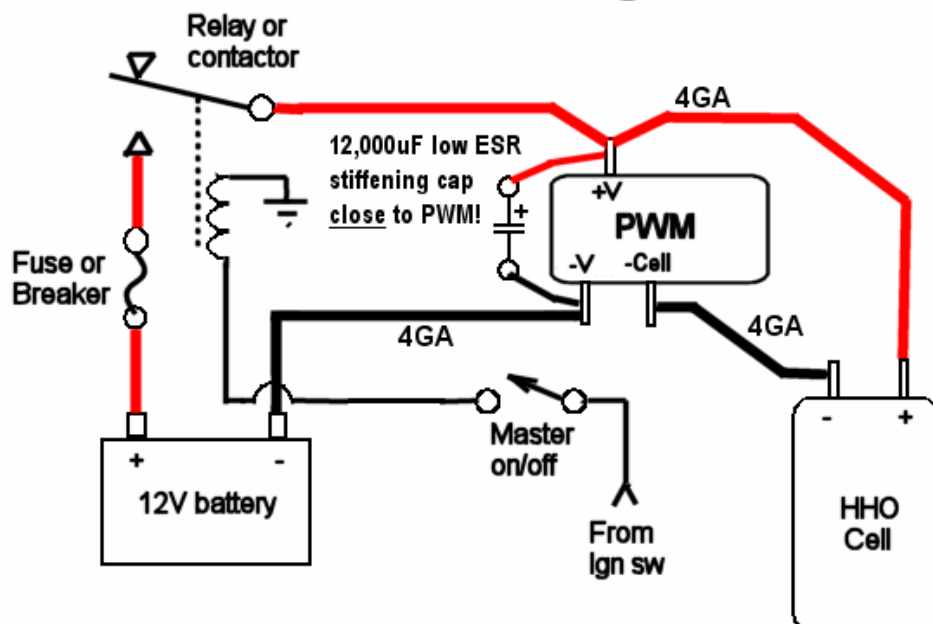 Relay or
contactor
4GA
12,000uF low ESR
stiffening cap
close to PWM!
+
+V
PWM
-V -Cell
Fuse or
Breaker
4GA
4GA
Master
on/off
- +
+ -
12V battery
HHO
Cell
From
Ign sw